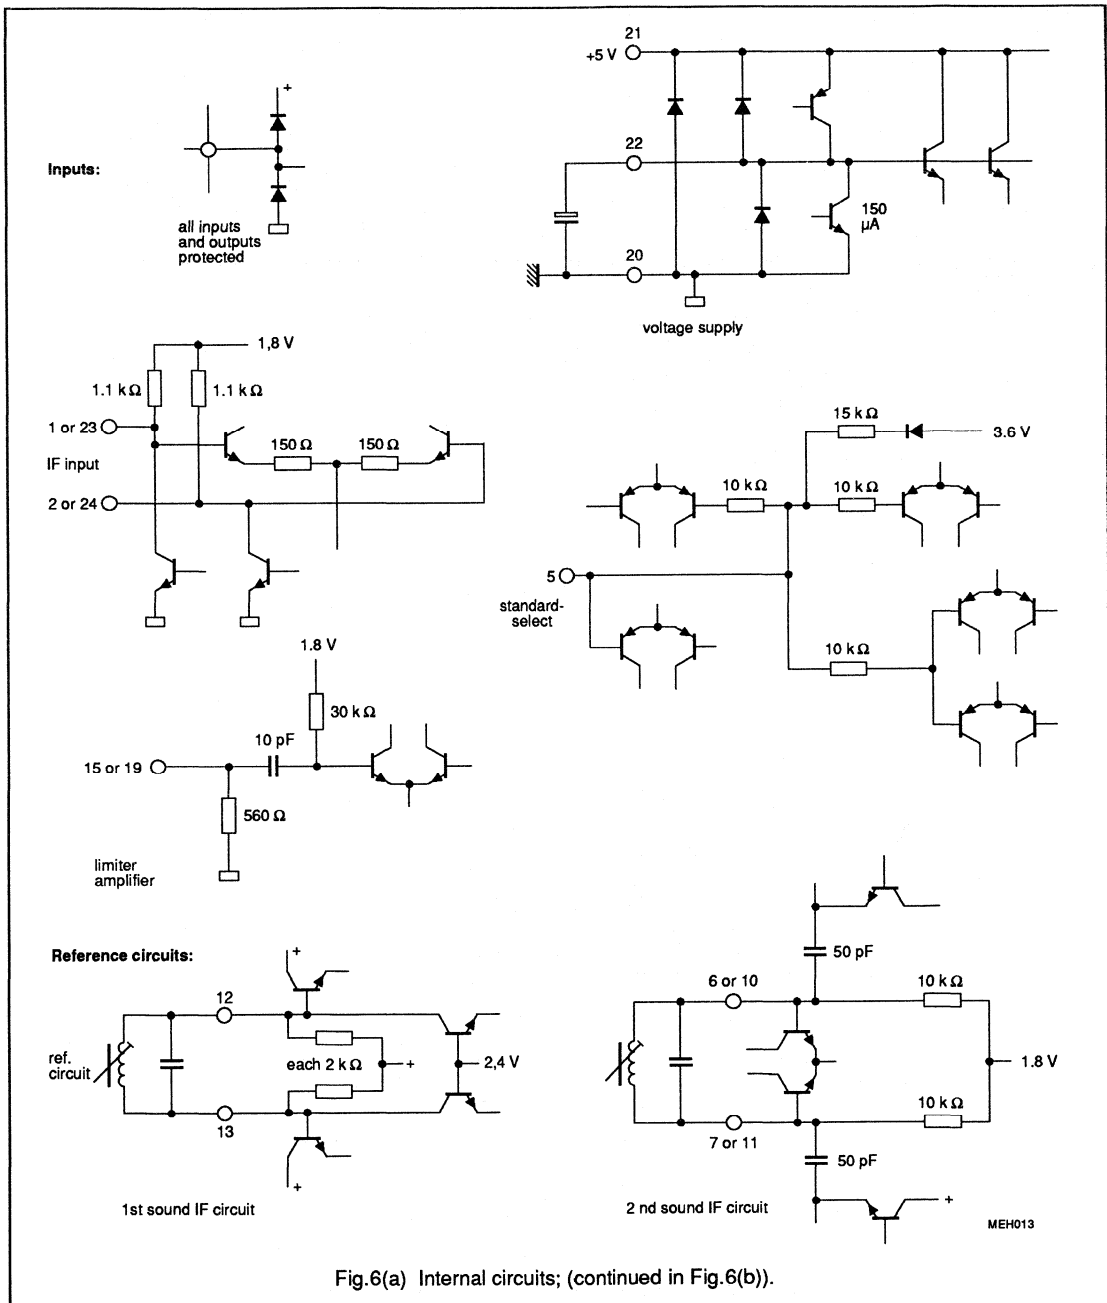 Inputs:
+
all inputs
and outputs
protected
21
+5 V
22
150
µA
20
voltage supply
1,8 V
1.1 kΩ
1.1 kΩ
1 or 23
150 Ω
150 Ω
IF input
2 or 24
15 kΩ
3.6 V
10 kΩ
10 kΩ
5
standard-
select
10 kΩ
1.8 V
30 kΩ
10 pF
15 or 19
560 Ω
limiter
amplifier
Reference circuits:
+
12
ref.
circuit
each 2 kΩ
+
2,4 V
13
+
1st sound IF circuit
50 pF
6 or 10
10 kΩ
1.8 V
10 kΩ
7 or 11
50 pF
+
2 nd sound IF circuit
MEH013
Fig.6(a) Internal circuits; (continued in Fig.6(b)).